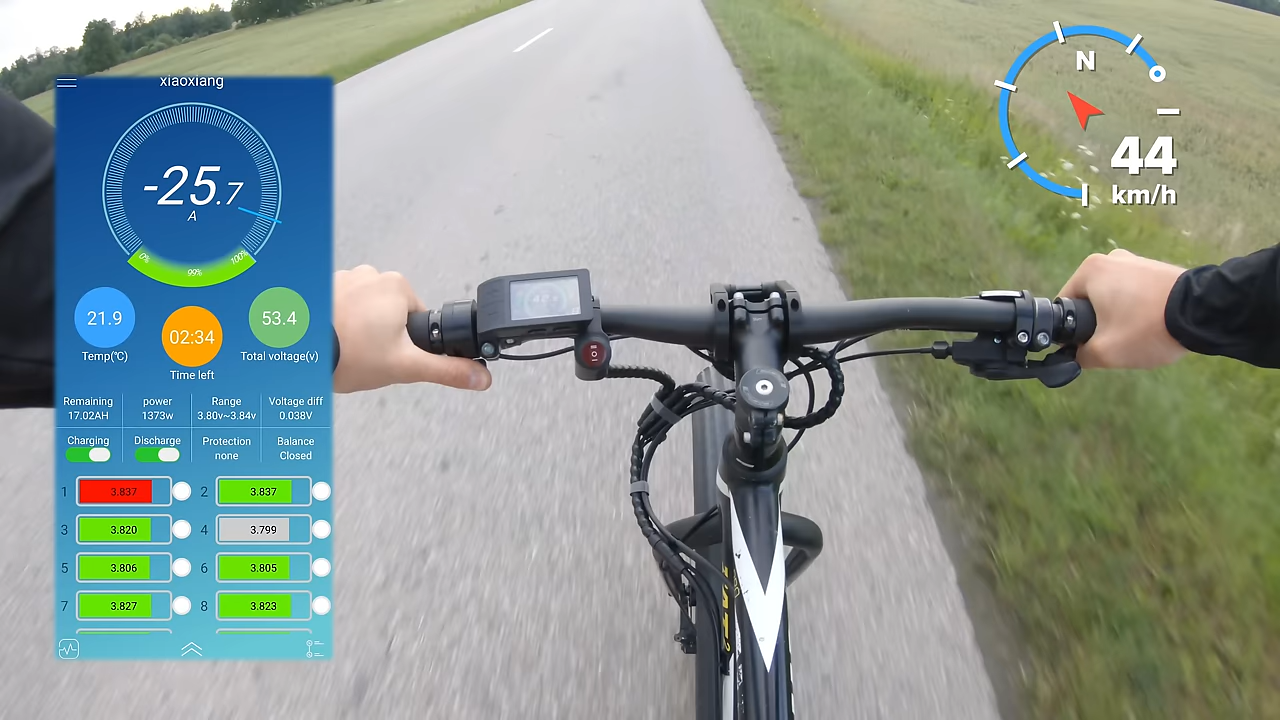 xiaoxiang
-25.7
A
0% 99% 100%
21.9
02:34
53.4
Temp(℃)
Time left
Total voltage(v)
Remaining power Range Voltage diff
17.02AH 1373w 3.80v~3.84v 0.038V
Charging Discharge Protection Balance
none Closed
1 3.837 2 3.837
3 3.820 4 3.799
5 3.806 6 3.805
7 3.827 8 3.823
N
44
km/h